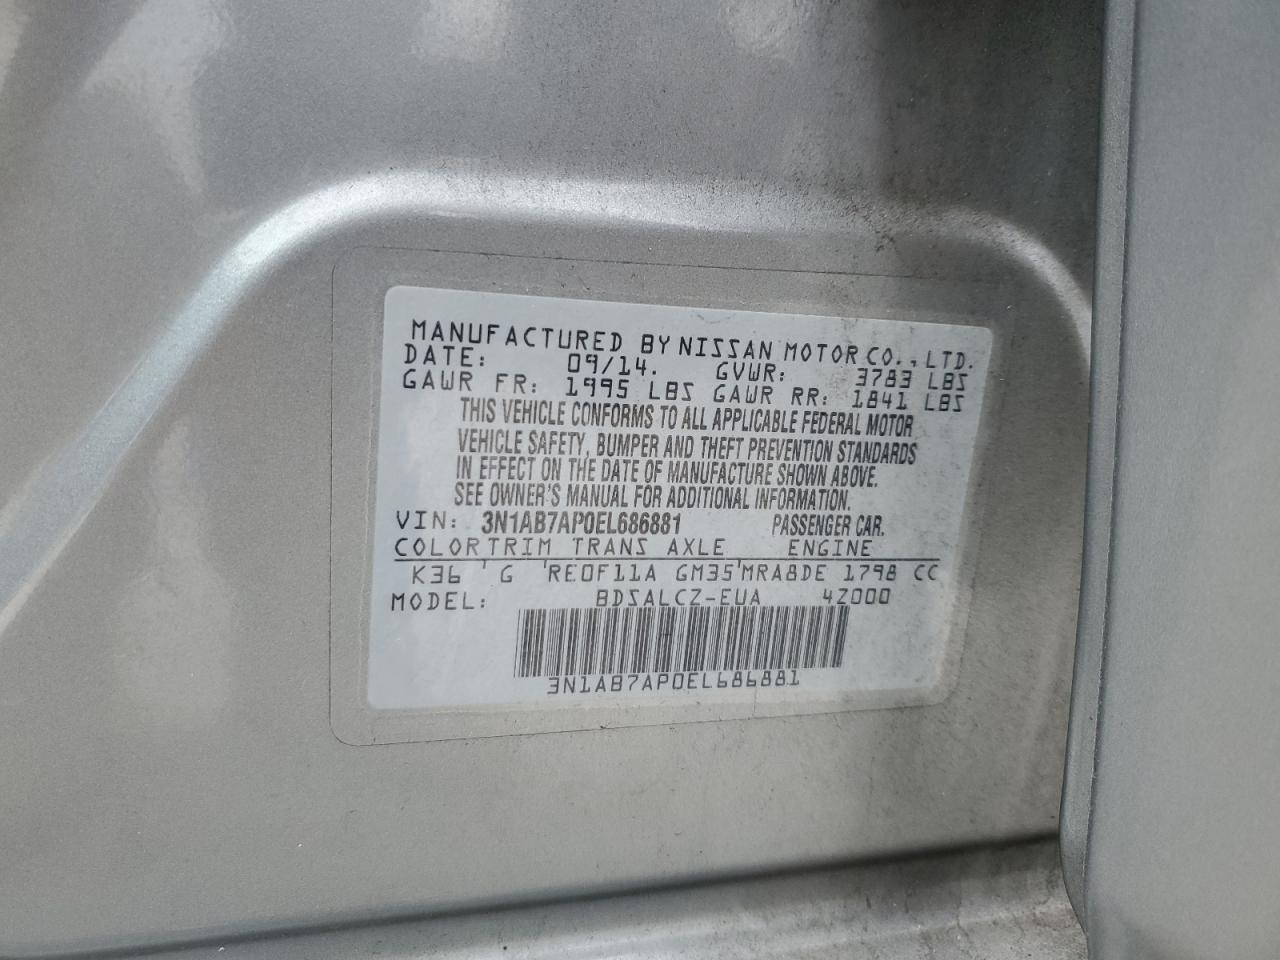 MANUFACTURED BY NISSAN MOTOR CO., LTD.
DATE: 09/14. GVWR: 3783 LBS
GAWR FR: 1995 LBS GAWR RR: 1841 LBS
THIS VEHICLE CONFORMS TO ALL APPLICABLE FEDERAL MOTOR
VEHICLE SAFETY, BUMPER AND THEFT PREVENTION STANDARDS
IN EFFECT ON THE DATE OF MANUFACTURE SHOWN ABOVE.
SEE OWNER'S MANUAL FOR ADDITIONAL INFORMATION.
VIN: 3N1AB7AP0EL686881 PASSENGER CAR.
COLOR TRIM TRANS AXLE ENGINE
K36 G RE0F11A GM35 MRA8DE 1798 CC
MODEL: BDSALCZ-EUA 4Z000
3N1AB7AP0EL686881